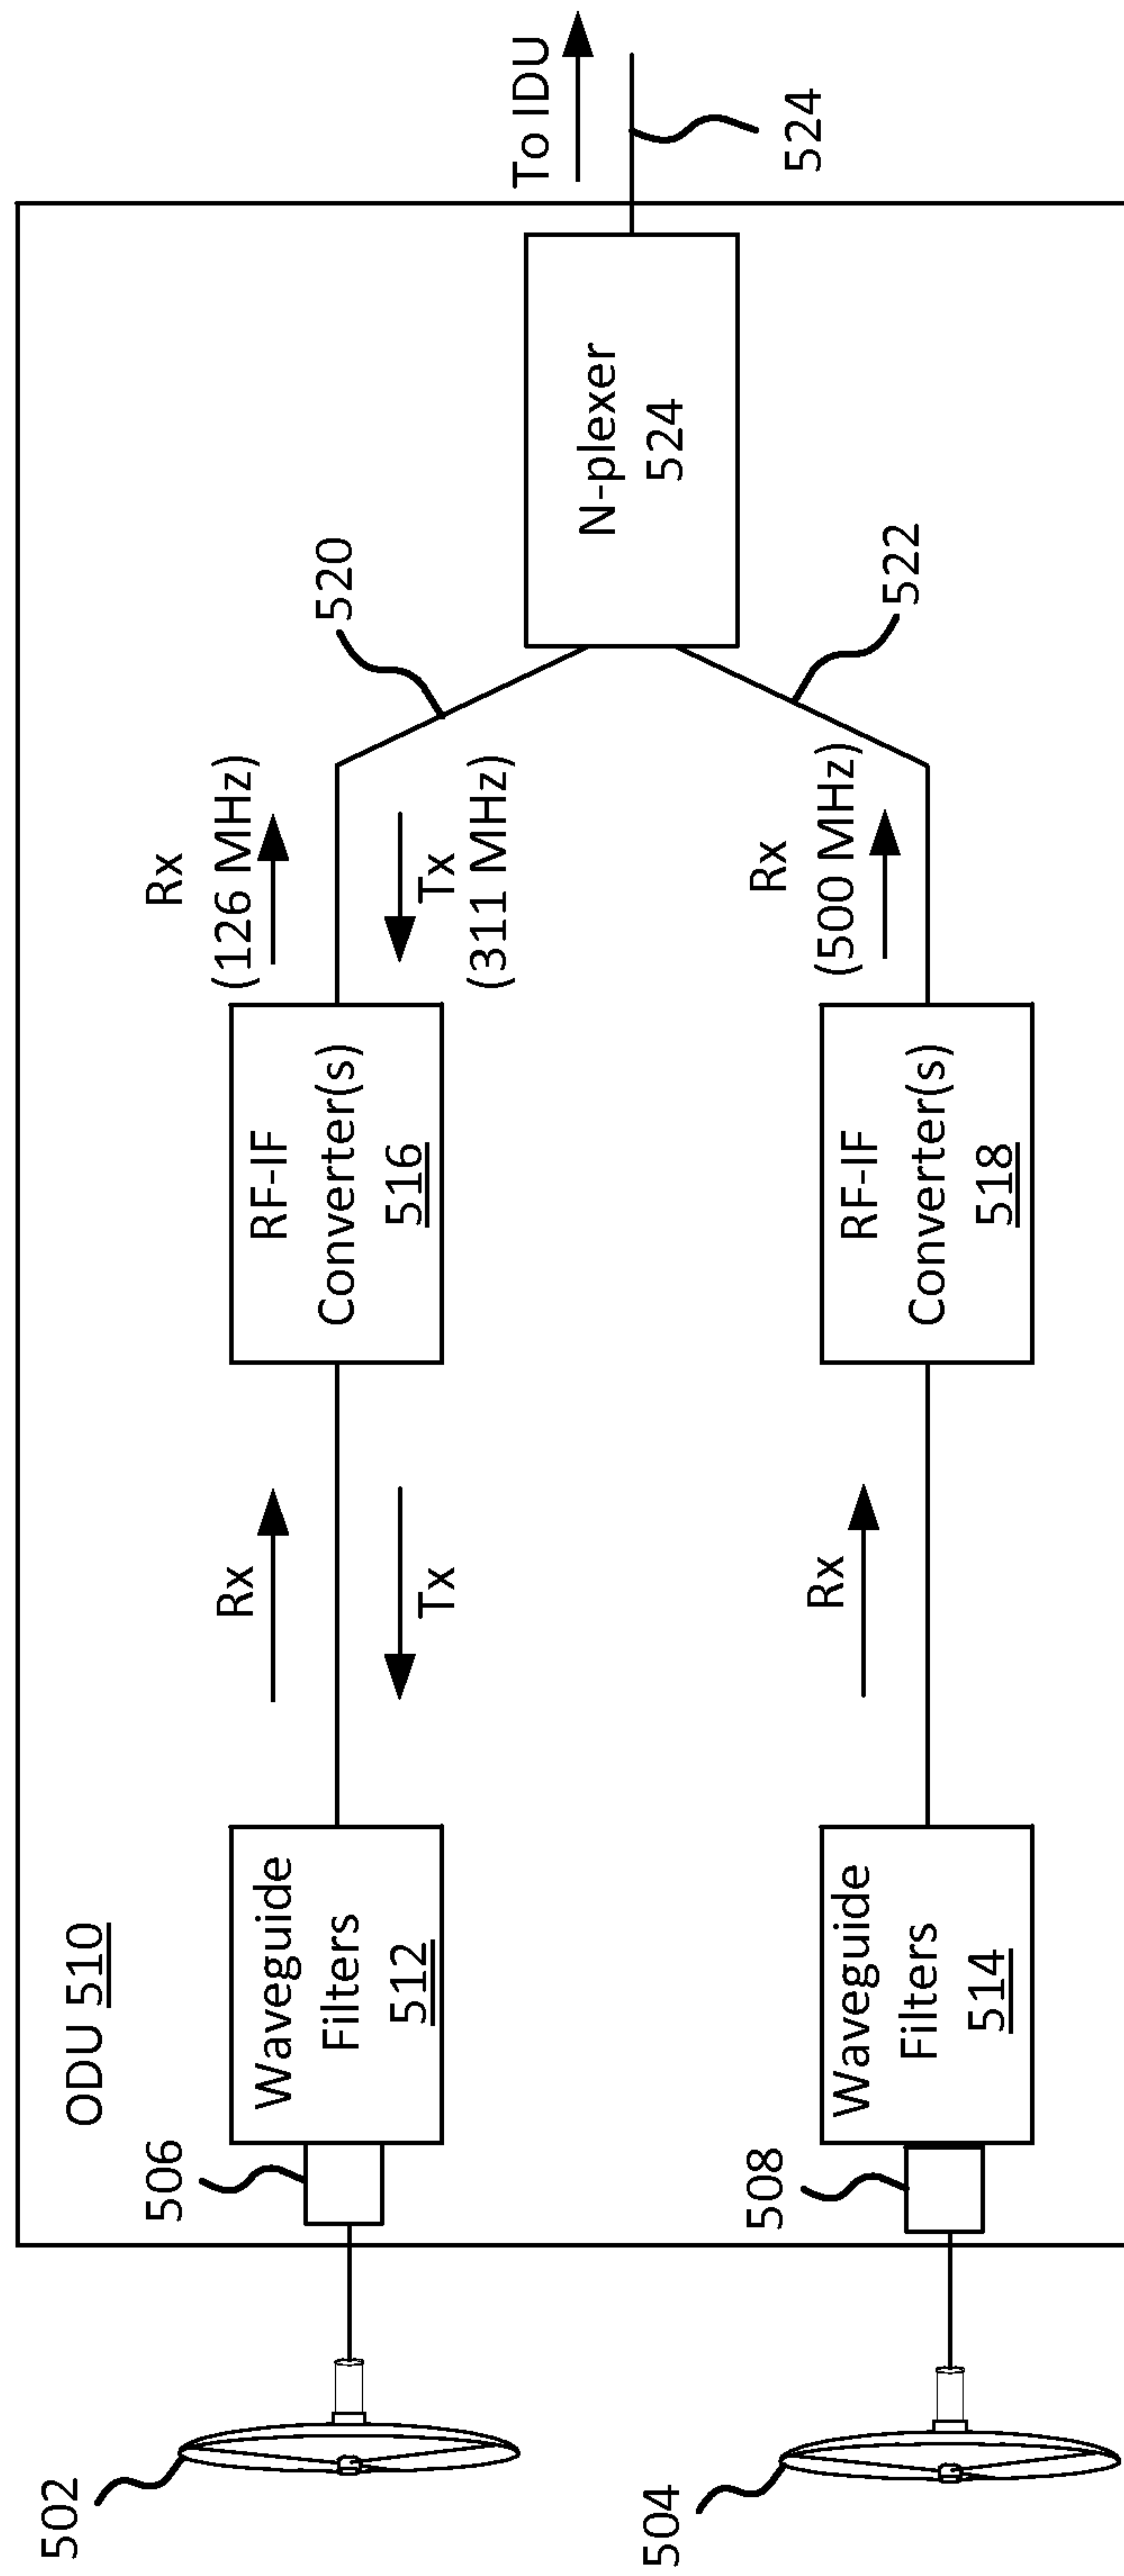 ODU 510
502
506
Waveguide
Filters
512
Rx
Tx
RF-IF
Converter(s)
516
Rx
(126 MHz)
Tx
(311 MHz)
520
504
508
Waveguide
Filters
514
Rx
RF-IF
Converter(s)
518
Rx
(500 MHz)
522
N-plexer
524
To IDU
524